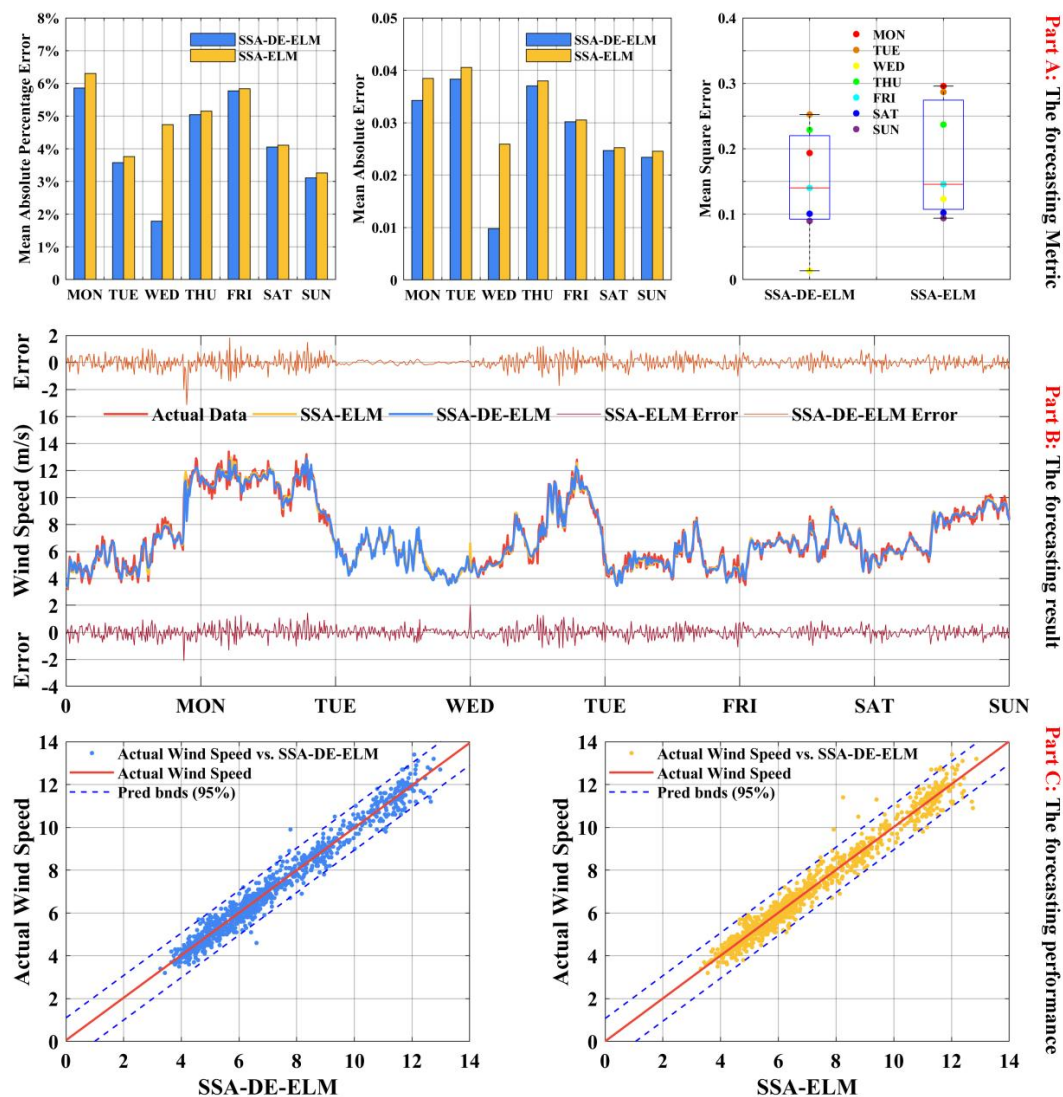 Part A: The forecasting Metric
Mean Absolute Percentage Error
8%
7%
6%
5%
4%
3%
2%
1%
0
SSA-DE-ELM
SSA-ELM
MON TUE WED THU FRI SAT SUN
Mean Absolute Error
0.05
0.04
0.03
0.02
0.01
0
SSA-DE-ELM
SSA-ELM
MON TUE WED THU FRI SAT SUN
Mean Square Error
0.4
0.3
0.2
0.1
0
MON
TUE
WED
THU
FRI
SAT
SUN
SSA-DE-ELM SSA-ELM
Part B: The forecasting result
Error
2
0
-2
Actual Data SSA-ELM SSA-DE-ELM SSA-ELM Error SSA-DE-ELM Error
Wind Speed (m/s)
16
14
12
10
8
6
4
Error
2
0
-2
-4
0 MON TUE WED TUE FRI SAT SUN
Part C: The forecasting performance
Actual Wind Speed
14
12
10
8
6
4
2
0
Actual Wind Speed vs. SSA-DE-ELM
Actual Wind Speed
Pred bnds (95%)
0 2 4 6 8 10 12 14
SSA-DE-ELM
Actual Wind Speed
14
12
10
8
6
4
2
0
Actual Wind Speed vs. SSA-DE-ELM
Actual Wind Speed
Pred bnds (95%)
0 2 4 6 8 10 12 14
SSA-ELM